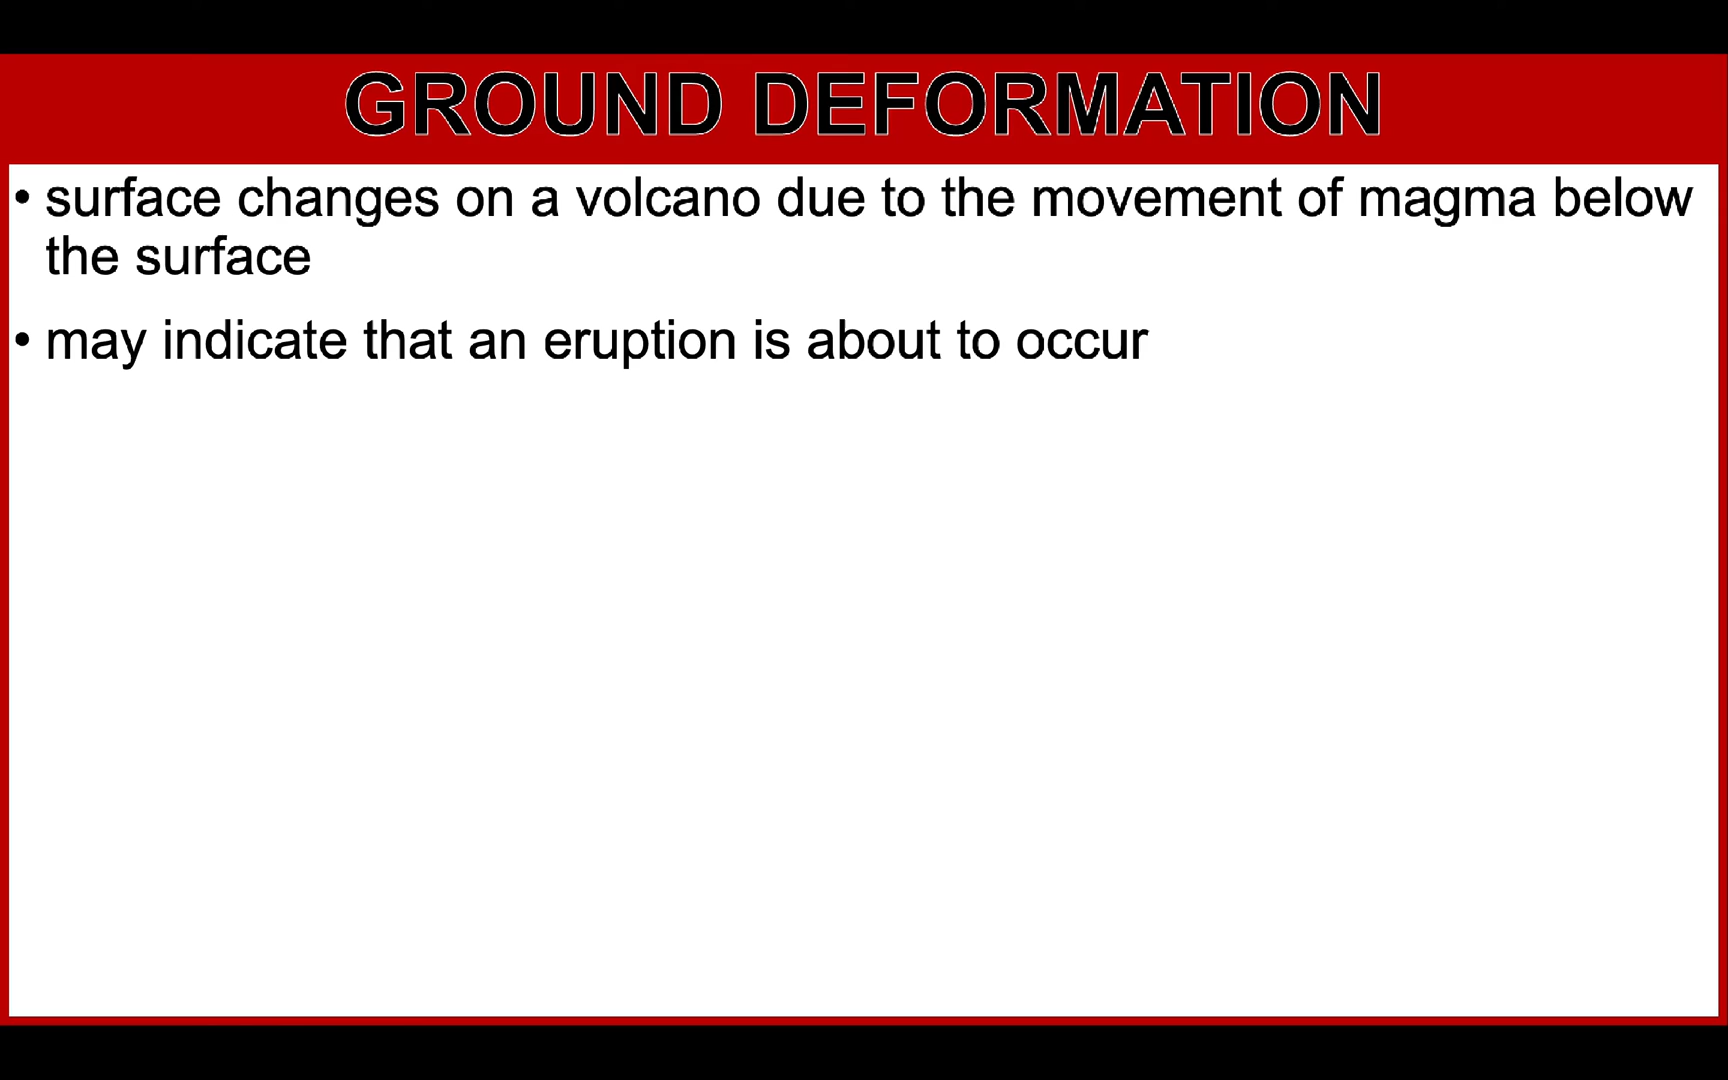 GROUND DEFORMATION
• surface changes on a volcano due to the movement of magma below
the surface
• may indicate that an eruption is about to occur